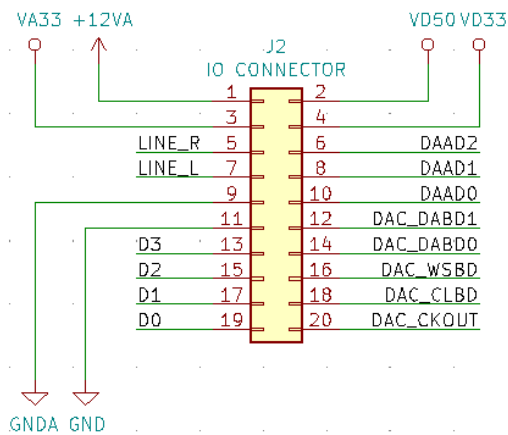 VA33 +12VA VD50 VD33
J2
IO CONNECTOR
1 2
3 4
LINE_R 5 6 DAAD2
LINE_L 7 8 DAAD1
9 10 DAAD0
11 12 DAC_DABD1
D3 13 14 DAC_DABD0
D2 15 16 DAC_WSBD
D1 17 18 DAC_CLBD
D0 19 20 DAC_CKOUT
GNDA GND